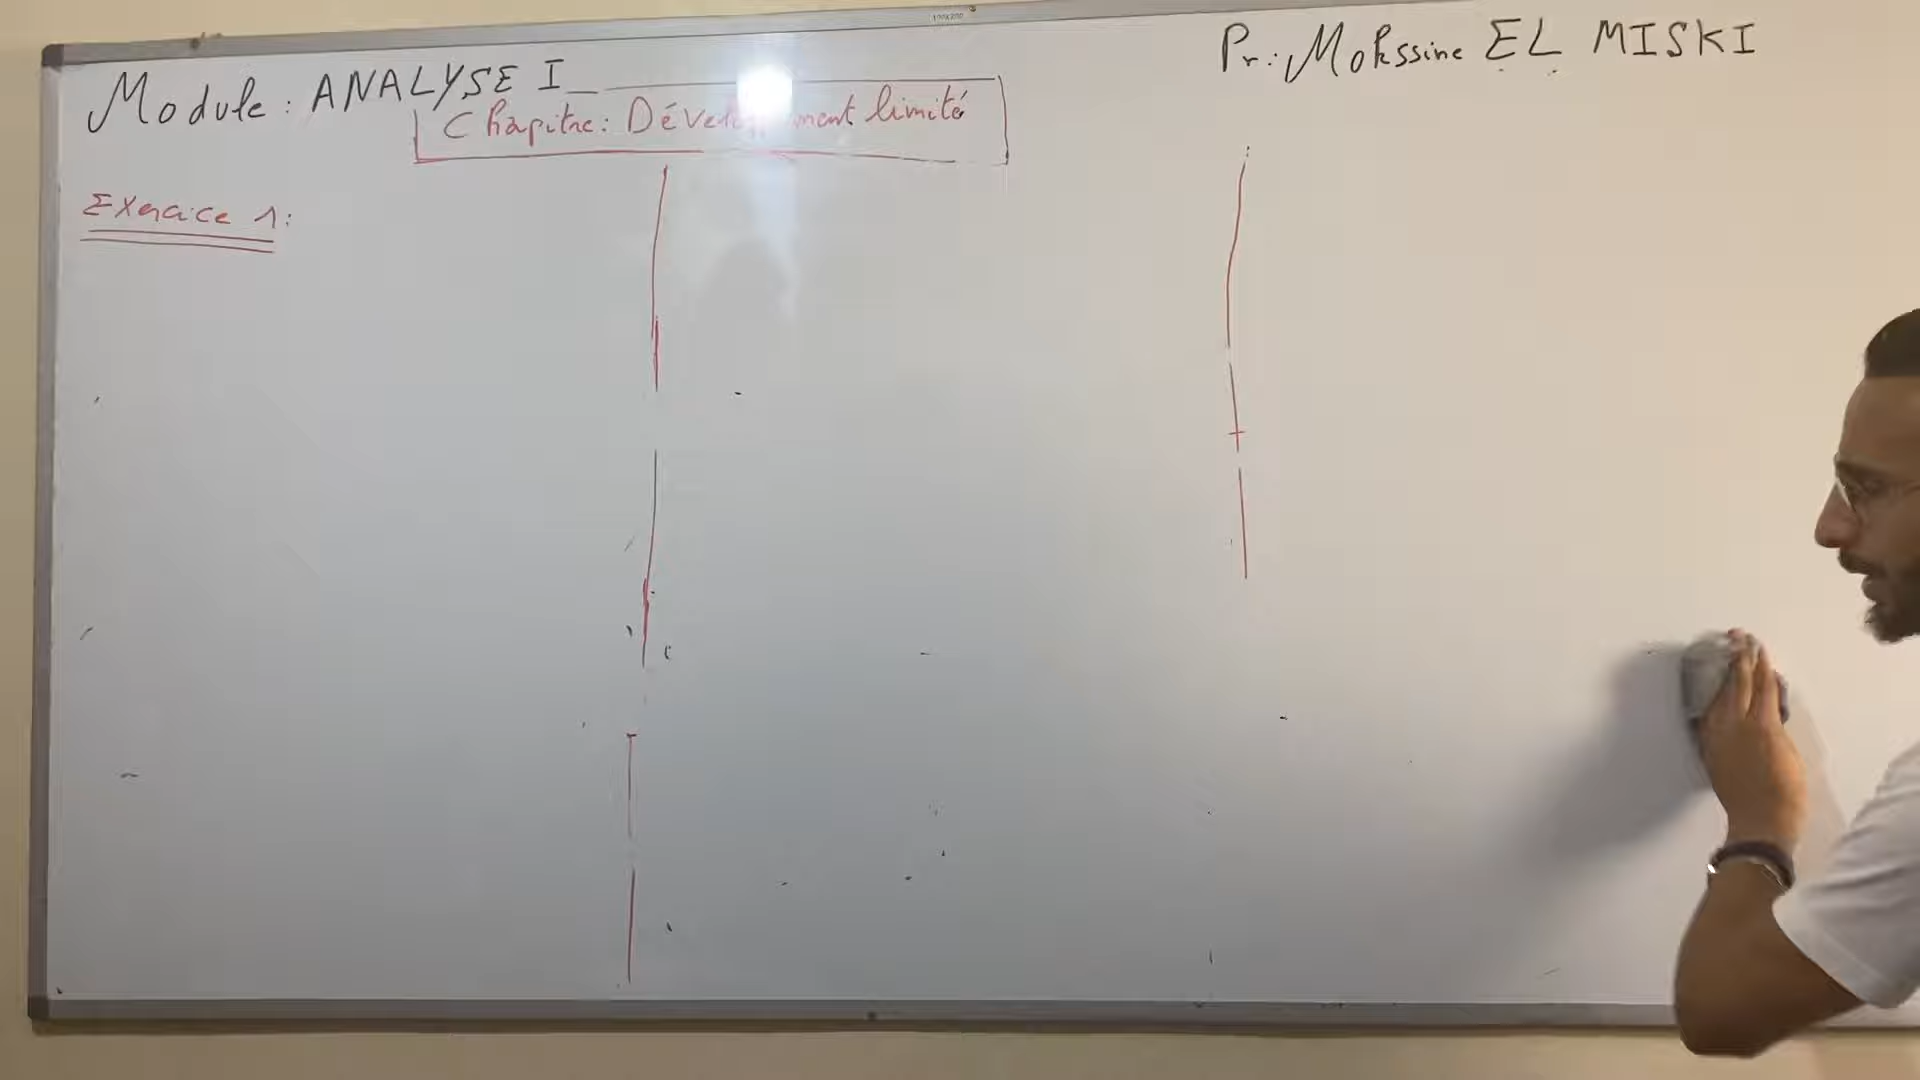 Module: ANALYSE I
Pr: Mohssine EL MISKI
Chapitre: Développement limité
Exercice 1: